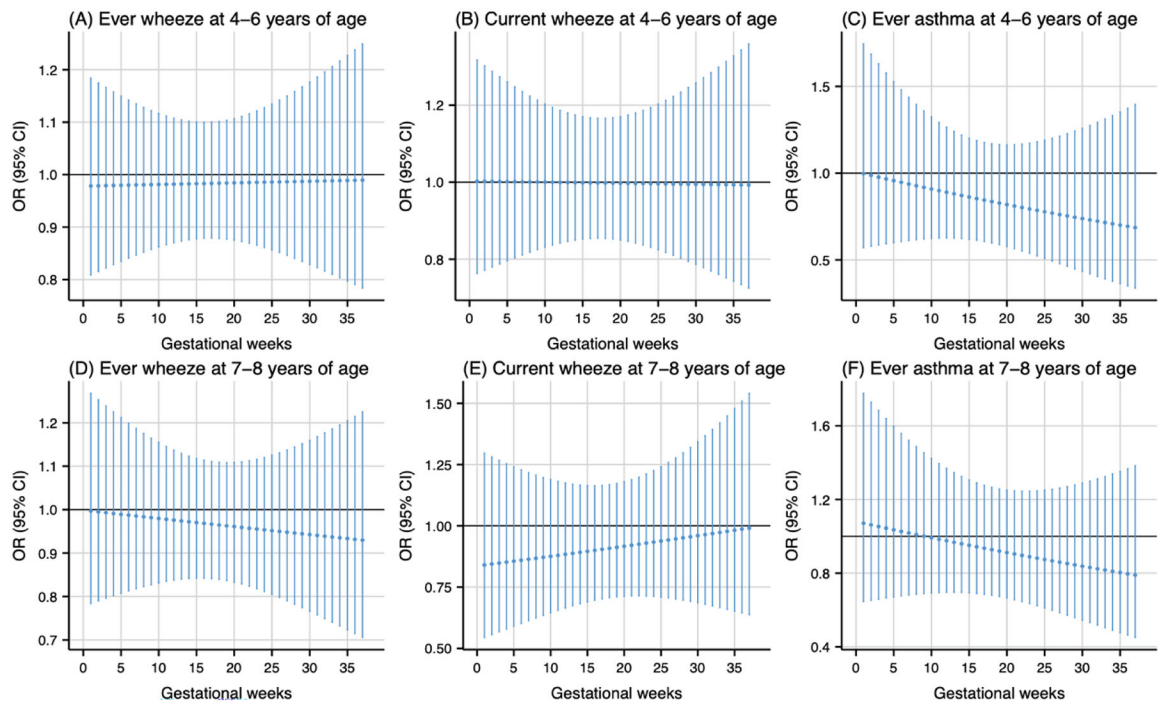 (A) Ever wheeze at 4–6 years of age
(B) Current wheeze at 4–6 years of age
(C) Ever asthma at 4–6 years of age
OR (95% CI)
1.2
1.1
1.0
0.9
0.8
0 5 10 15 20 25 30 35
Gestational weeks
OR (95% CI)
1.2
1.0
0.8
0 5 10 15 20 25 30 35
Gestational weeks
OR (95% CI)
1.5
1.0
0.5
0 5 10 15 20 25 30 35
Gestational weeks
(D) Ever wheeze at 7–8 years of age
(E) Current wheeze at 7–8 years of age
(F) Ever asthma at 7–8 years of age
OR (95% CI)
1.2
1.1
1.0
0.9
0.8
0.7
0 5 10 15 20 25 30 35
Gestational weeks
OR (95% CI)
1.50
1.25
1.00
0.75
0.50
0 5 10 15 20 25 30 35
Gestational weeks
OR (95% CI)
1.6
1.2
0.8
0.4
0 5 10 15 20 25 30 35
Gestational weeks